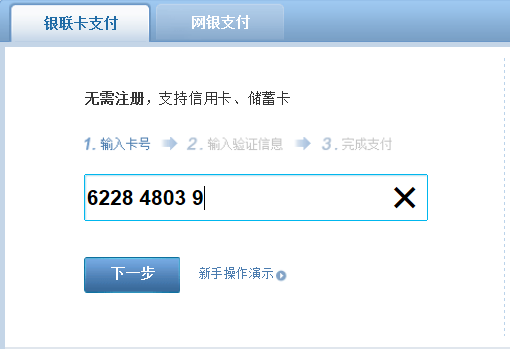 银联卡支付 网银支付
无需注册，支持信用卡、储蓄卡
1. 输入卡号 2. 输入验证信息 3. 完成支付
6228 4803 9
下一步 新手操作演示